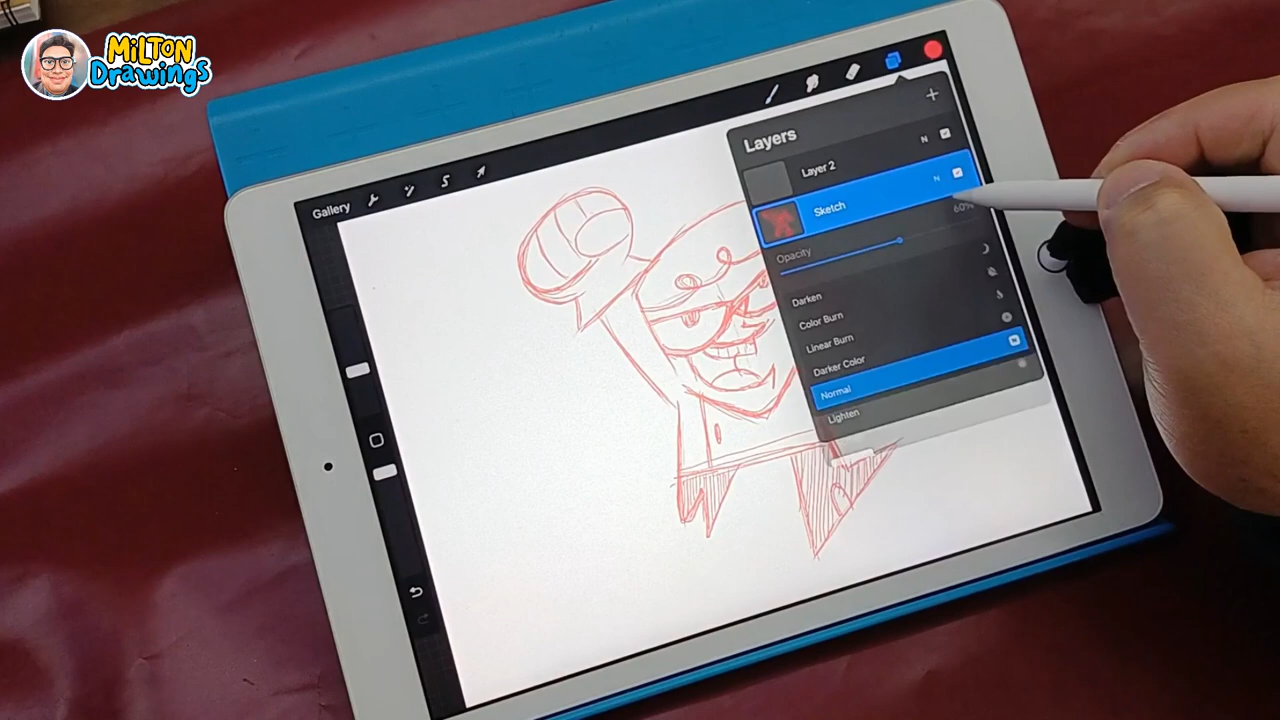 MiLTON
Drawings
Gallery
Layers
Layer 2
N
Sketch
N
Opacity
60%
Darken
Color Burn
Linear Burn
Darker Color
Normal
N
Lighten